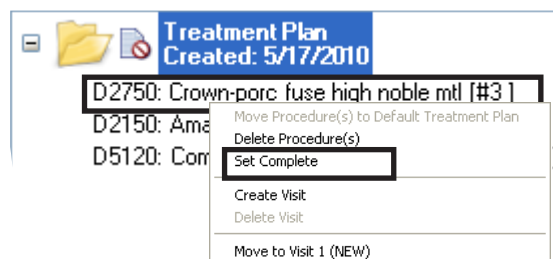 Treatment Plan
Created: 5/17/2010
D2750: Crown-porc fuse high noble mtl [#3 ]
D2150: Ama
D5120: Com
Move Procedure(s) to Default Treatment Plan
Delete Procedure(s)
Set Complete
Create Visit
Delete Visit
Move to Visit 1 (NEW)